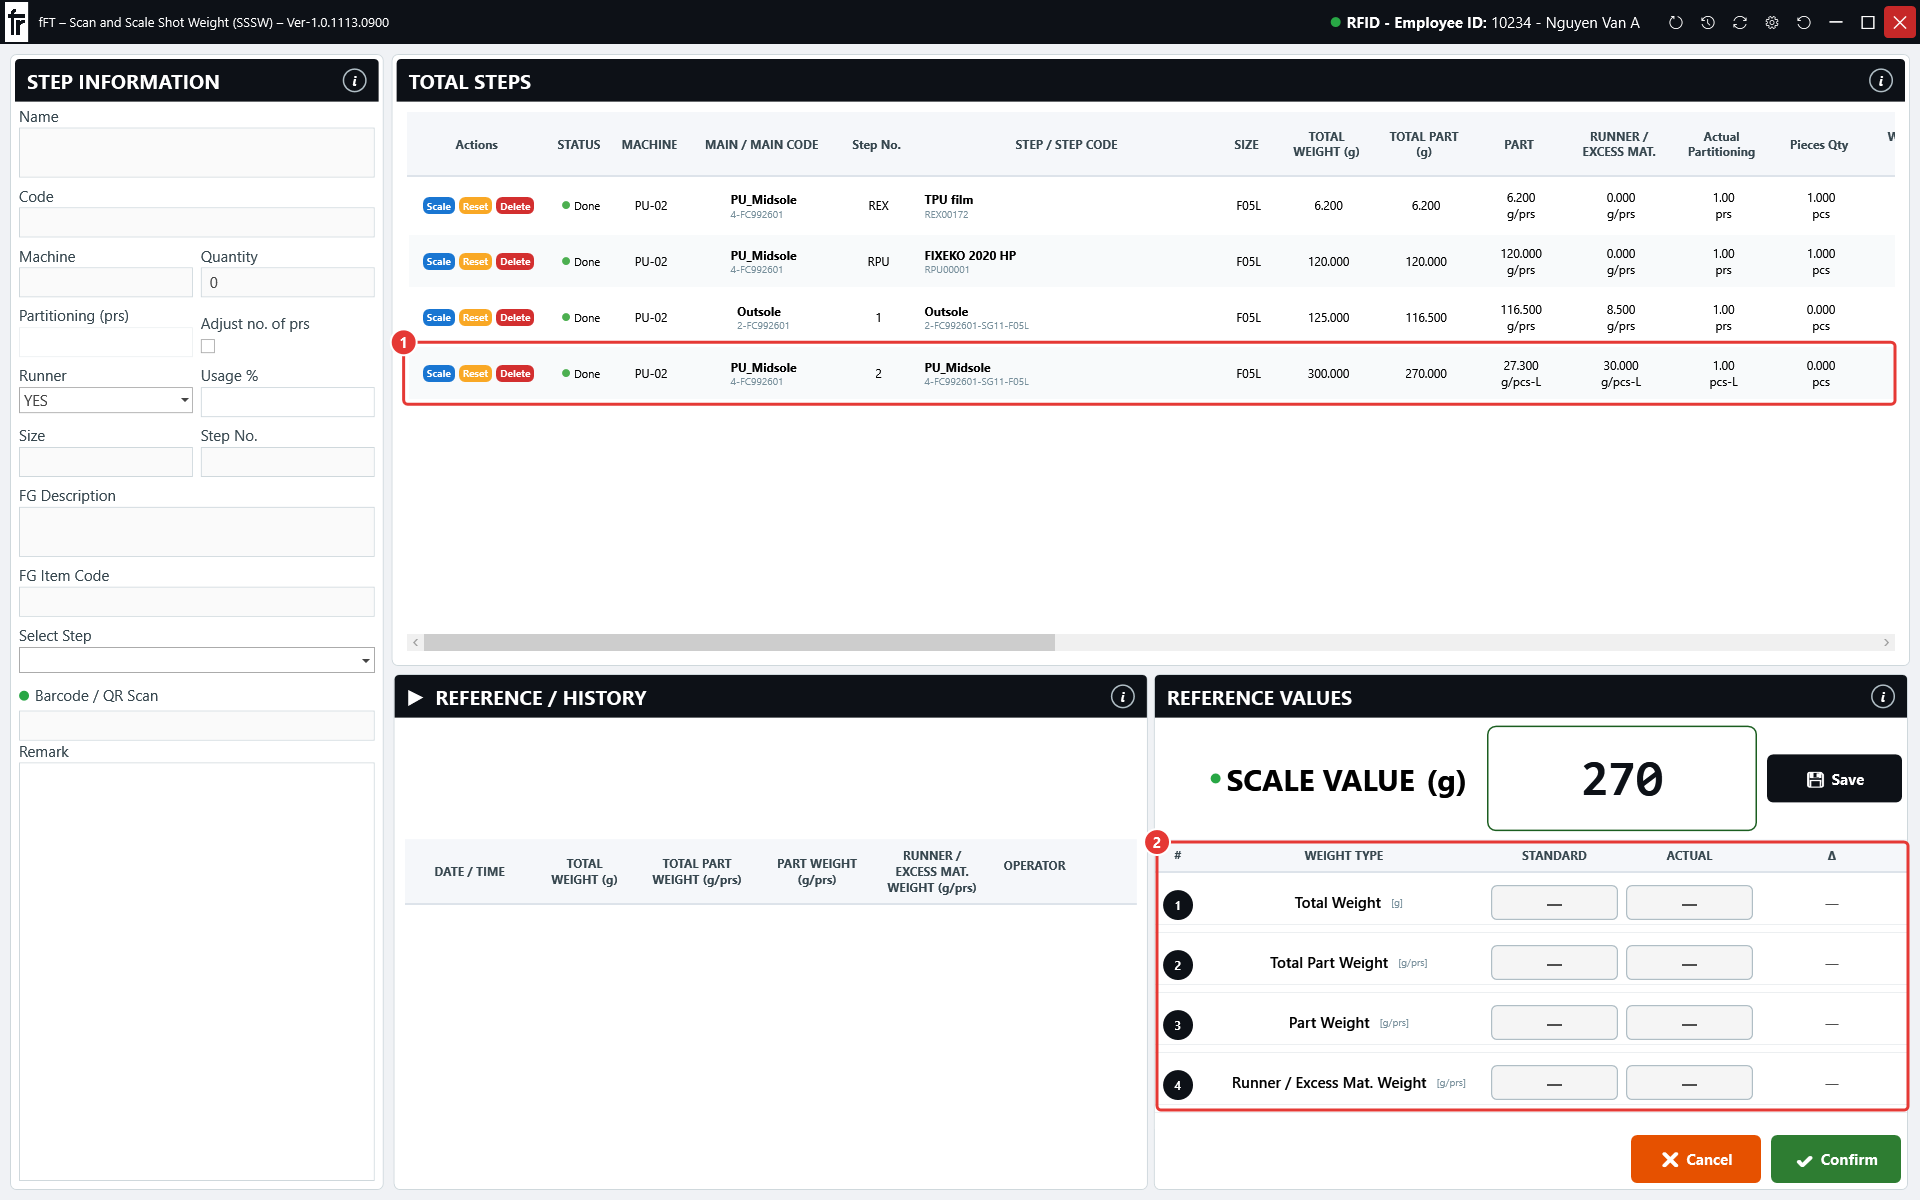 fFT – Scan and Scale Shot Weight (SSSW) – Ver-1.0.1113.0900
RFID - Employee ID: 10234 - Nguyen Van A
STEP INFORMATION
Name
Code
Machine
Quantity
0
Partitioning (prs)
Adjust no. of prs
Runner
Usage %
YES
Size
Step No.
FG Description
FG Item Code
Select Step
Barcode / QR Scan
Remark
TOTAL STEPS
Actions STATUS MACHINE MAIN / MAIN CODE Step No. STEP / STEP CODE SIZE TOTAL WEIGHT (g) TOTAL PART (g) PART RUNNER / EXCESS MAT. Actual Partitioning Pieces Qty
Scale Reset Delete Done PU-02 PU_Midsole 4-FC992601 REX TPU film REX00172 F05L 6.200 6.200 6.200 g/prs 0.000 g/prs 1.00 prs 1.000 pcs
Scale Reset Delete Done PU-02 PU_Midsole 4-FC992601 RPU FIXEKO 2020 HP RPU00001 F05L 120.000 120.000 120.000 g/prs 0.000 g/prs 1.00 prs 1.000 pcs
Scale Reset Delete Done PU-02 Outsole 2-FC992601 1 Outsole 2-FC992601-SG11-F05L F05L 125.000 116.500 116.500 g/prs 8.500 g/prs 1.00 prs 0.000 pcs
1
Scale Reset Delete Done PU-02 PU_Midsole 4-FC992601 2 PU_Midsole 4-FC992601-SG11-F05L F05L 300.000 270.000 27.300 g/pcs-L 30.000 g/pcs-L 1.00 pcs-L 0.000 pcs
REFERENCE / HISTORY
DATE / TIME TOTAL WEIGHT (g) TOTAL PART WEIGHT (g/prs) PART WEIGHT (g/prs) RUNNER / EXCESS MAT. WEIGHT (g/prs) OPERATOR
REFERENCE VALUES
SCALE VALUE (g) 270 Save
2
# WEIGHT TYPE STANDARD ACTUAL Δ
1 Total Weight [g] — — —
2 Total Part Weight [g/prs] — — —
3 Part Weight [g/prs] — — —
4 Runner / Excess Mat. Weight [g/prs] — — —
Cancel Confirm